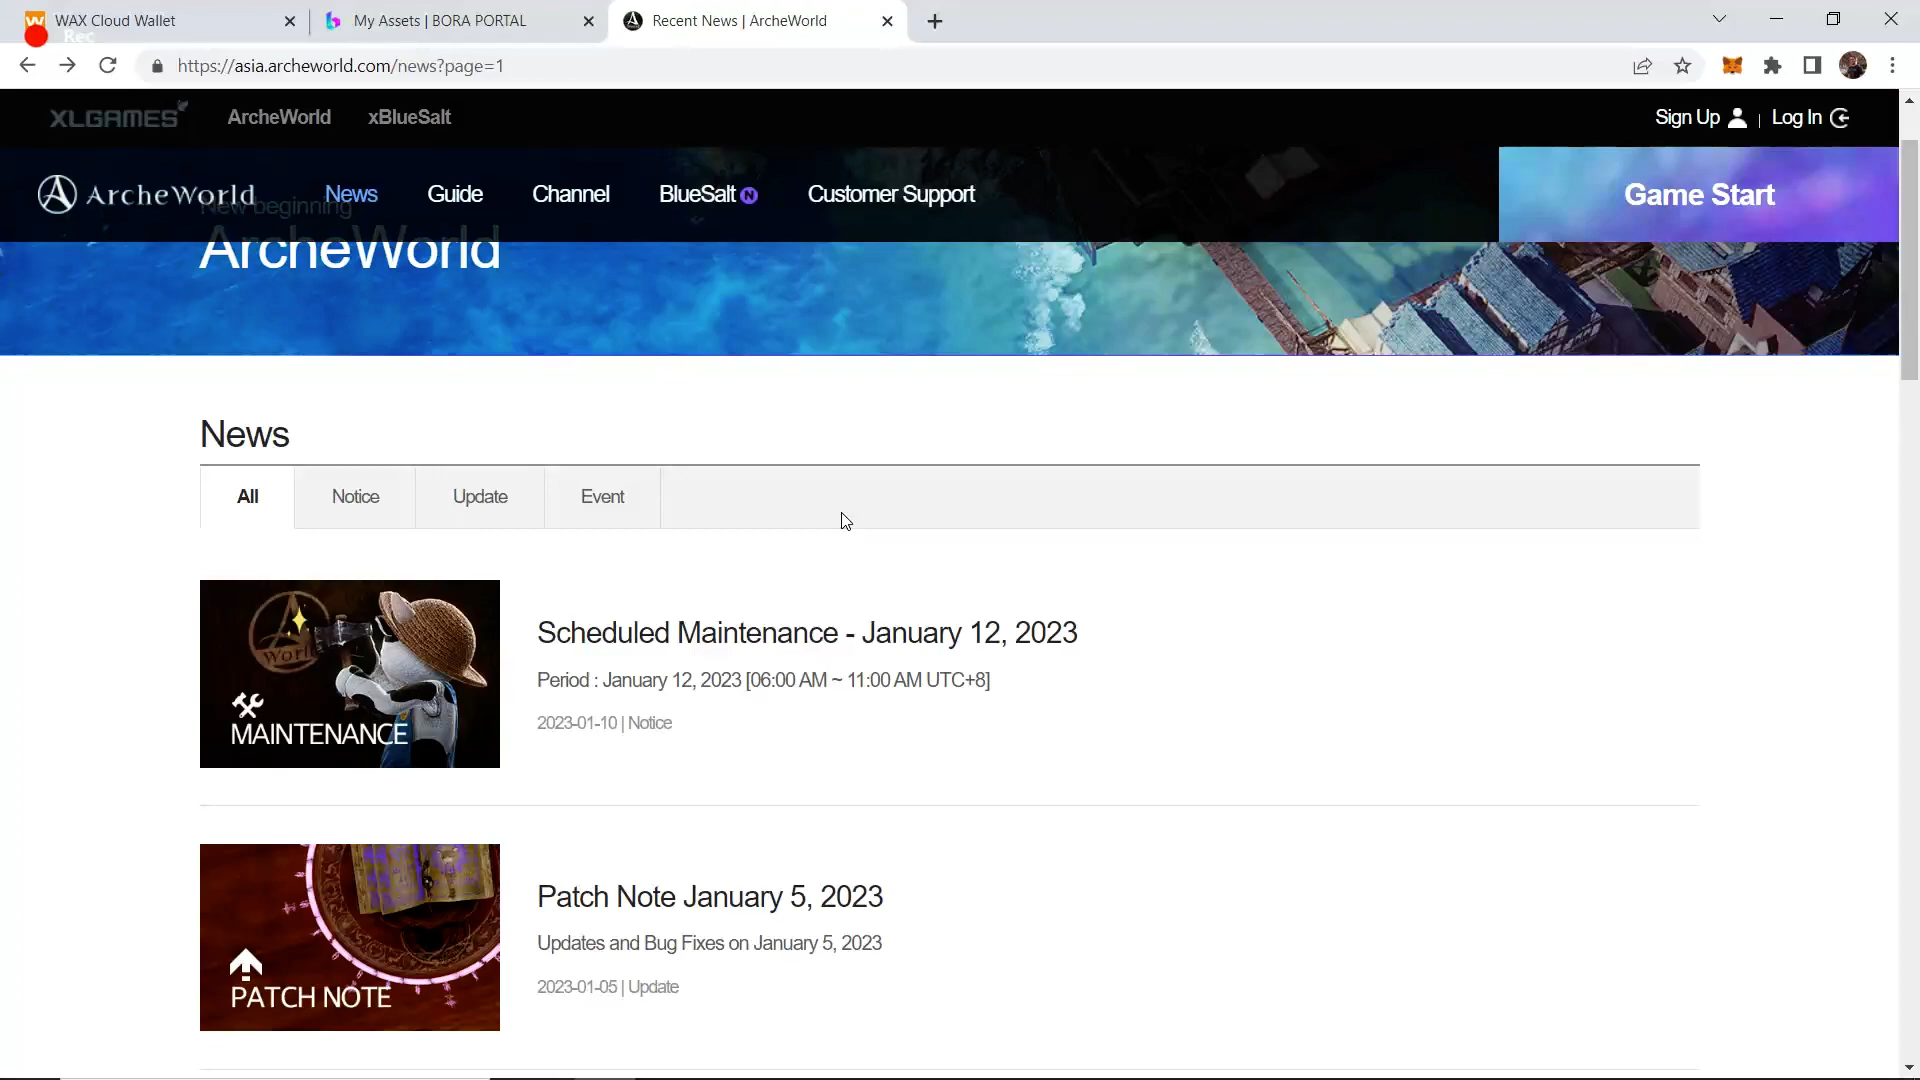 WAX Cloud Wallet
My Assets | BORA PORTAL
Recent News | ArcheWorld
Rec
https://asia.archeworld.com/news?page=1
XLGAMES
ArcheWorld
xBlueSalt
Sign Up
Log In
ArcheWorld
News
Guide
Channel
BlueSalt N
Customer Support
Game Start
New beginning
ArcheWorld
News
All
Notice
Update
Event
MAINTENANCE
Scheduled Maintenance - January 12, 2023
Period : January 12, 2023 [06:00 AM ~ 11:00 AM UTC+8]
2023-01-10 | Notice
PATCH NOTE
Patch Note January 5, 2023
Updates and Bug Fixes on January 5, 2023
2023-01-05 | Update